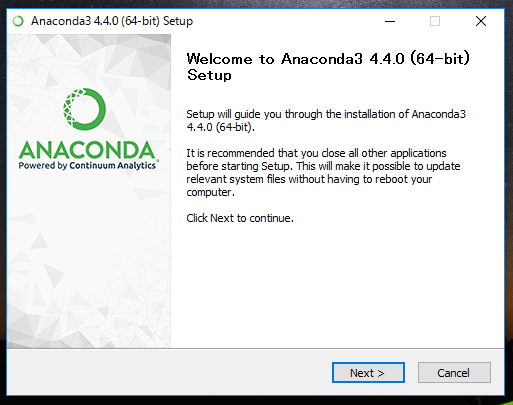 Anaconda3 4.4.0 (64-bit) Setup
ANACONDA®
Powered by Continuum Analytics
Welcome to Anaconda3 4.4.0 (64-bit)
Setup
Setup will guide you through the installation of Anaconda3
4.4.0 (64-bit).
It is recommended that you close all other applications
before starting Setup. This will make it possible to update
relevant system files without having to reboot your
computer.
Click Next to continue.
Next >
Cancel